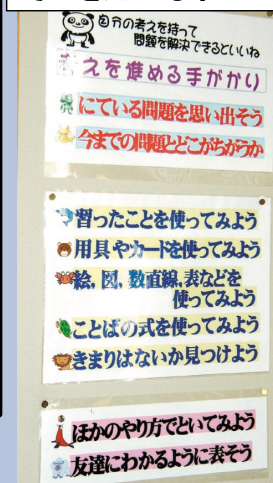 自分の考えを持って
問題を解決できるといいね
考えを進める手がかり
にている問題を思い出そう
今までの問題とどこがちがうか
習ったことを使ってみよう
用具やカードを使ってみよう
絵,図,数直線,表などを
使ってみよう
ことばの式を使ってみよう
きまりはないか見つけよう
ほかのやり方でといてみよう
友達にわかるように表そう